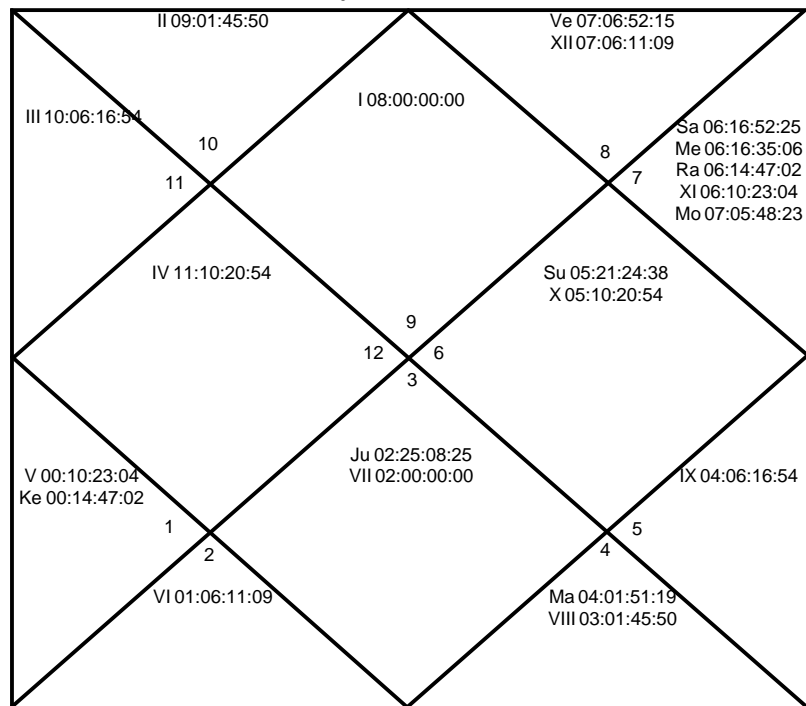 II 09:01:45:50
Ve 07:06:52:15
XII 07:06:11:09
I 08:00:00:00
III 10:06:16:54
10
11
8
7
Sa 06:16:52:25
Me 06:16:35:06
Ra 06:14:47:02
XI 06:10:23:04
Mo 07:05:48:23
IV 11:10:20:54
Su 05:21:24:38
X 05:10:20:54
9
12
6
3
V 00:10:23:04
Ke 00:14:47:02
Ju 02:25:08:25
VII 02:00:00:00
IX 04:06:16:54
1
2
5
4
VI 01:06:11:09
Ma 04:01:51:19
VIII 03:01:45:50